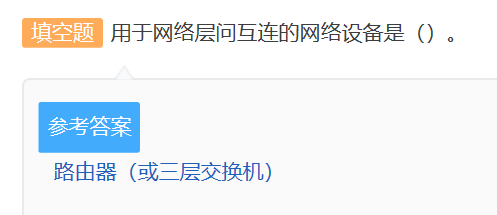 填空题 用于网络层问互连的网络设备是（）。
参考答案
路由器（或三层交换机）